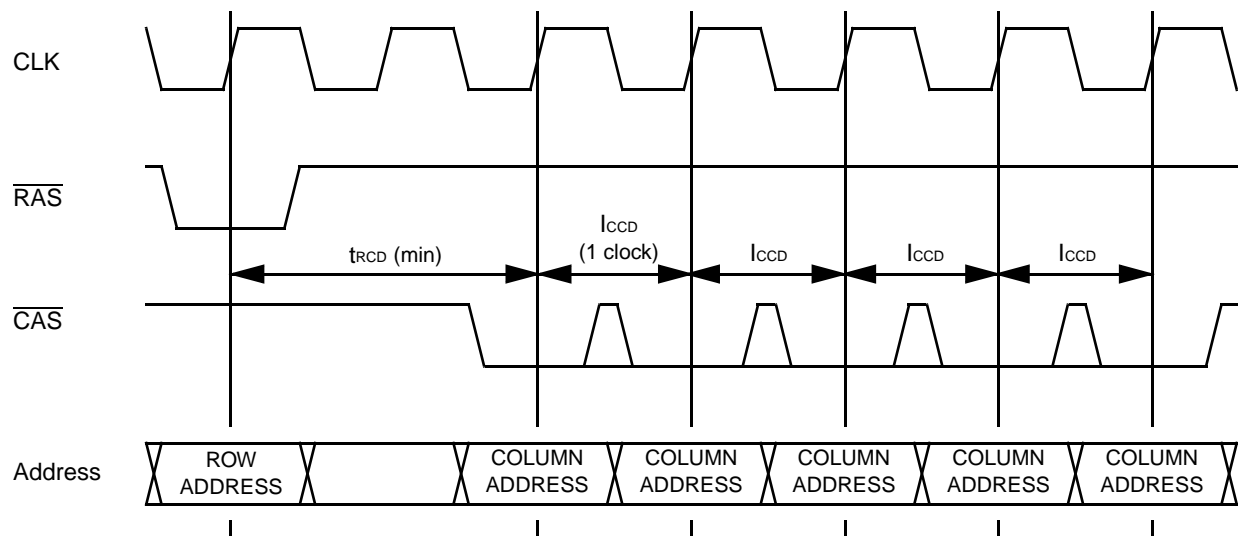 CLK
RAS
ICCD
(1 clock)
tRCD (min)
ICCD
ICCD
ICCD
CAS
Address
ROW
ADDRESS
COLUMN
ADDRESS
COLUMN
ADDRESS
COLUMN
ADDRESS
COLUMN
ADDRESS
COLUMN
ADDRESS